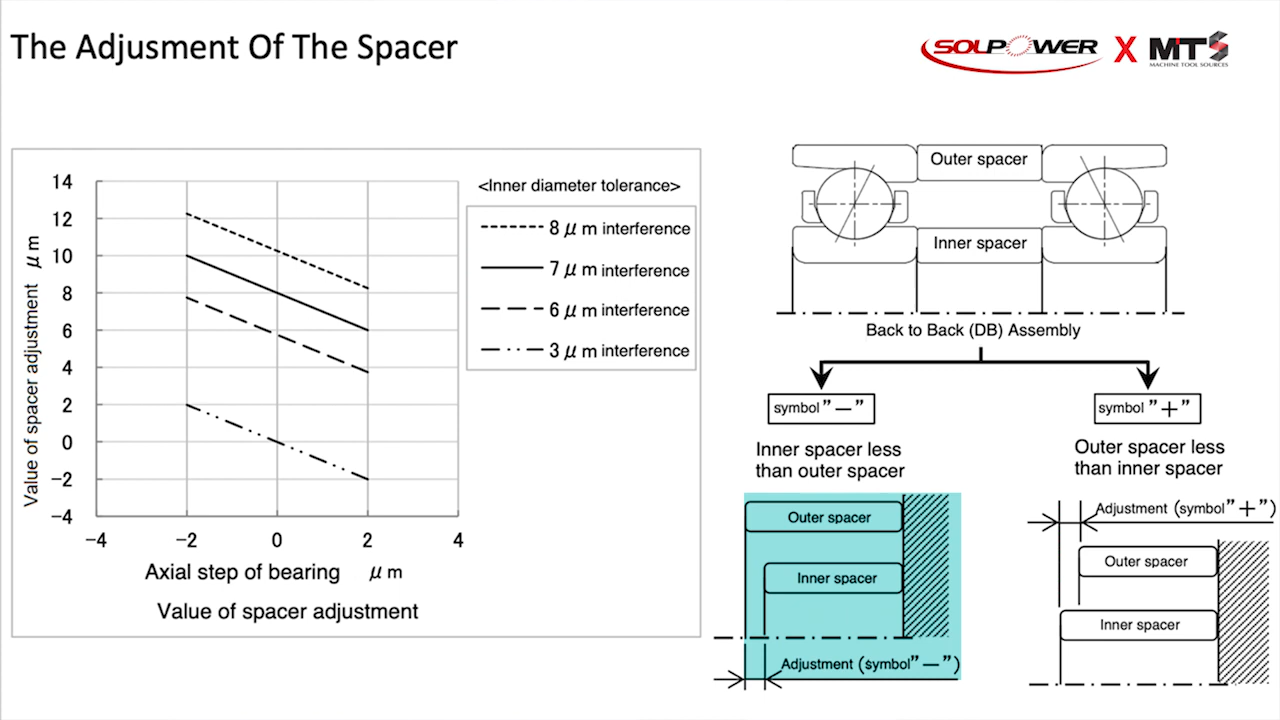 The Adjusment Of The Spacer
SOLPOWER X MTS
MACHINE TOOL SOURCES
Value of spacer adjustment μm
14
12
10
8
6
4
2
0
−2
−4
−4 −2 0 2 4
Axial step of bearing μm
Value of spacer adjustment
<Inner diameter tolerance>
8 μm interference
7 μm interference
6 μm interference
3 μm interference
Outer spacer
Inner spacer
Back to Back (DB) Assembly
symbol "−"
Inner spacer less
than outer spacer
Outer spacer
Inner spacer
Adjustment (symbol"−")
symbol "+"
Outer spacer less
than inner spacer
Adjustment (symbol"+")
Outer spacer
Inner spacer